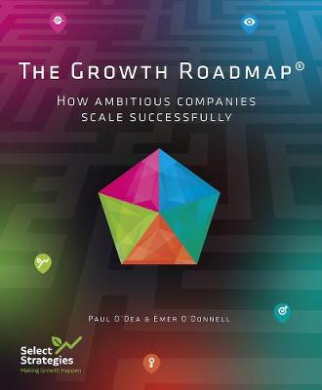 THE GROWTH ROADMAP®
HOW AMBITIOUS COMPANIES
SCALE SUCCESSFULLY
PAUL O'DEA & EMER O'DONNELL
Select
Strategies
Making Growth Happen